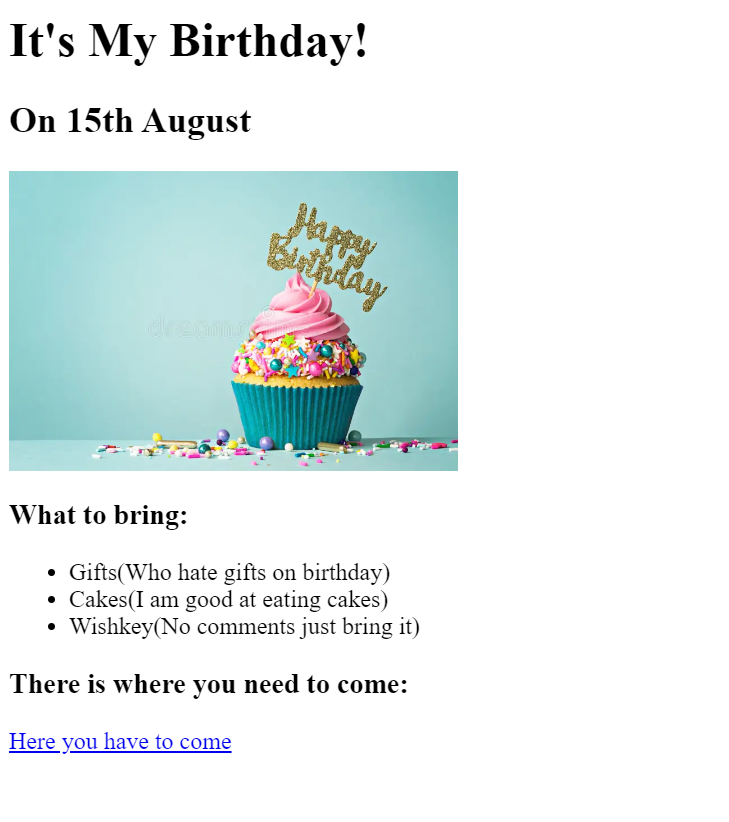 It's My Birthday!
On 15th August
Happy
Birthday
What to bring:
Gifts(Who hate gifts on birthday)
Cakes(I am good at eating cakes)
Wishkey(No comments just bring it)
There is where you need to come:
Here you have to come